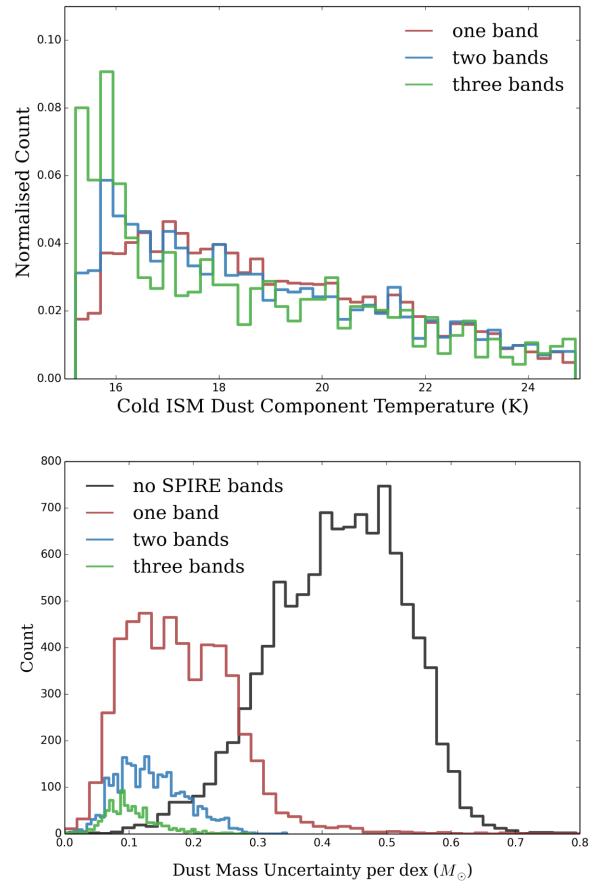 0.10
0.08
0.06
0.04
0.02
0.00
Normalised Count
one band
two bands
three bands
16 18 20 22 24
Cold ISM Dust Component Temperature (K)
800
700
600
500
400
300
200
100
0
Count
no SPIRE bands
one band
two bands
three bands
0.0 0.1 0.2 0.3 0.4 0.5 0.6 0.7 0.8
Dust Mass Uncertainty per dex (M☉)